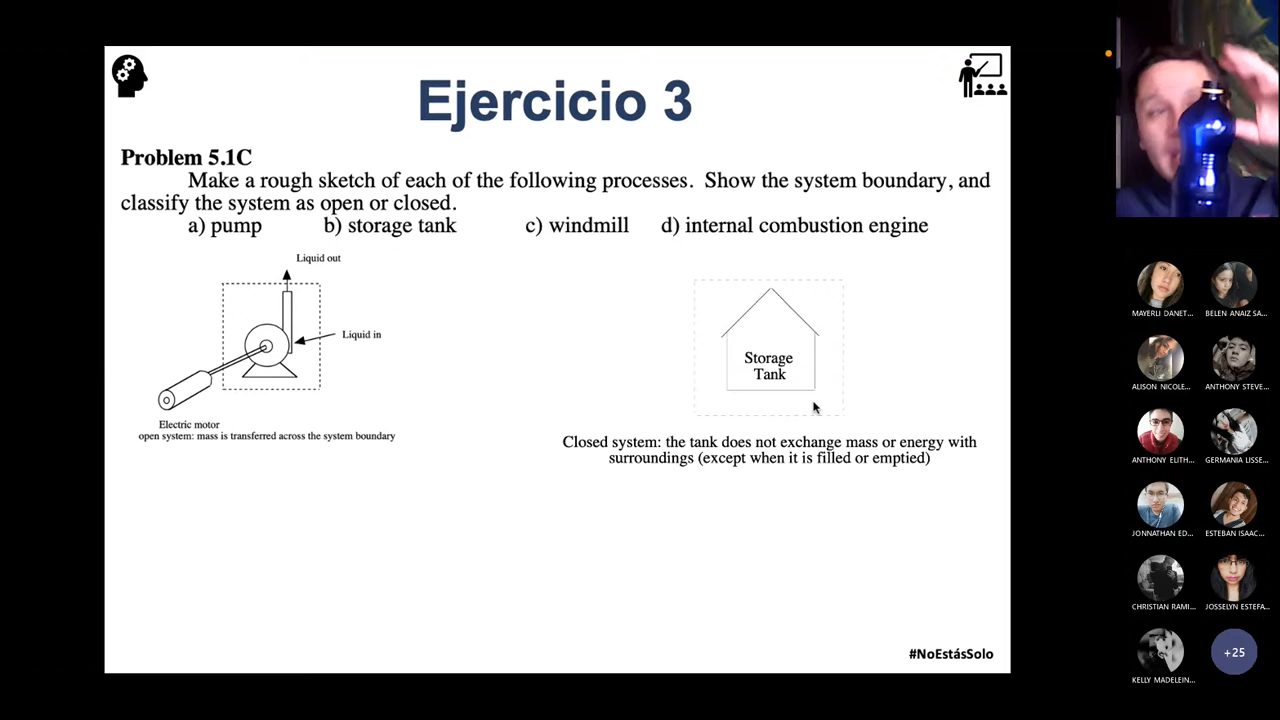 Ejercicio 3
Problem 5.1C
Make a rough sketch of each of the following processes. Show the system boundary, and
classify the system as open or closed.
a) pump b) storage tank c) windmill d) internal combustion engine
Liquid out
Liquid in
Electric motor
open system: mass is transferred across the system boundary
Storage
Tank
Closed system: the tank does not exchange mass or energy with
surroundings (except when it is filled or emptied)
#NoEstásSolo
MAYERLI DANET...
BELEN ANAIZ SA...
ALISON NICOLE...
ANTHONY STEVE...
ANTHONY ELITH...
GERMANIA LISSE...
JONNATHAN ED...
ESTEBAN ISAAC...
CHRISTIAN RAMI...
JOSSELYN ESTEFA...
KELLY MADELEIN...
+25